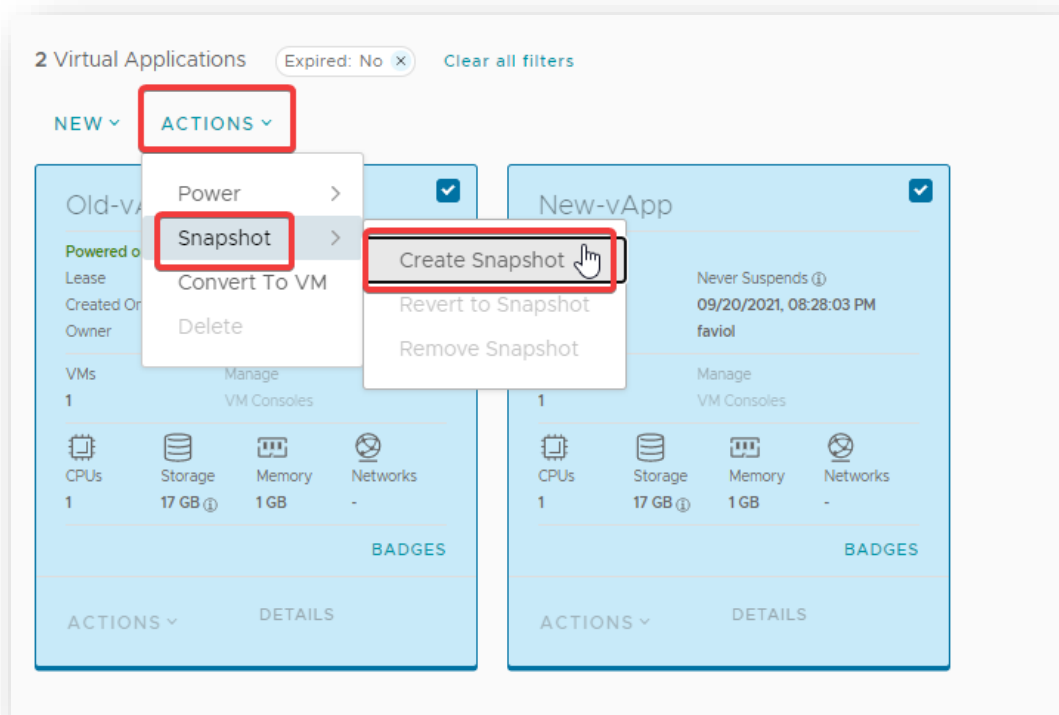 2 Virtual Applications Expired: No × Clear all filters
NEW ACTIONS
Power
Snapshot
Convert To VM
Delete
Create Snapshot
Revert to Snapshot
Remove Snapshot
Powered
Lease
Created
Owner
VMs Manage
1 VM Consoles
CPUs Storage Memory Networks
1 17 GB 1 GB -
BADGES
ACTIONS DETAILS
New-vApp
Never Suspends
09/20/2021, 08:28:03 PM
faviol
Manage
1 VM Consoles
CPUs Storage Memory Networks
1 17 GB 1 GB -
BADGES
ACTIONS DETAILS